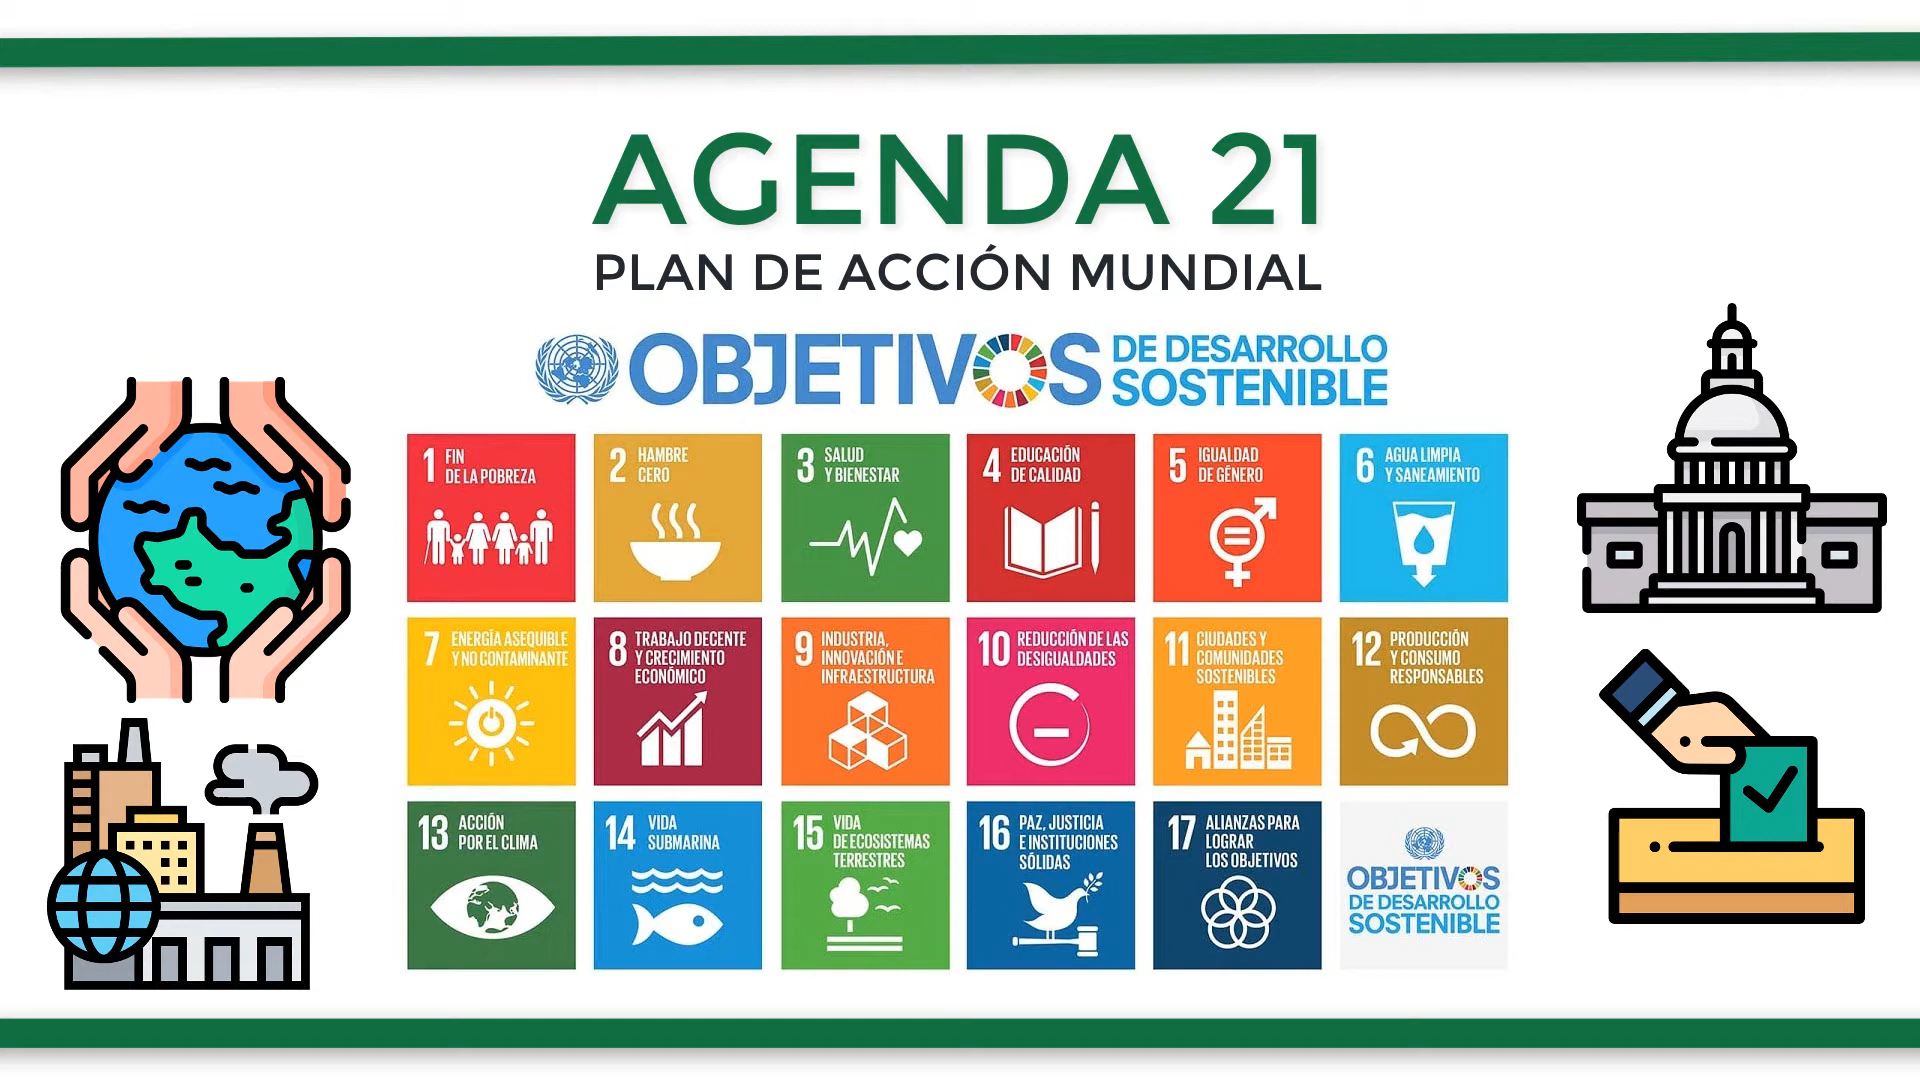 AGENDA 21
PLAN DE ACCIÓN MUNDIAL
OBJETIVOS DE DESARROLLO SOSTENIBLE
1 FIN
DE LA POBREZA
2 HAMBRE
CERO
3 SALUD
Y BIENESTAR
4 EDUCACIÓN
DE CALIDAD
5 IGUALDAD
DE GÉNERO
6 AGUA LIMPIA
Y SANEAMIENTO
7 ENERGÍA ASEQUIBLE
Y NO CONTAMINANTE
8 TRABAJO DECENTE
Y CRECIMIENTO
ECONÓMICO
9 INDUSTRIA,
INNOVACIÓN E
INFRAESTRUCTURA
10 REDUCCIÓN DE LAS
DESIGUALDADES
11 CIUDADES Y
COMUNIDADES
SOSTENIBLES
12 PRODUCCIÓN
Y CONSUMO
RESPONSABLES
13 ACCIÓN
POR EL CLIMA
14 VIDA
SUBMARINA
15 VIDA
DE ECOSISTEMAS
TERRESTRES
16 PAZ, JUSTICIA
E INSTITUCIONES
SÓLIDAS
17 ALIANZAS PARA
LOGRAR
LOS OBJETIVOS
OBJETIVOS
DE DESARROLLO
SOSTENIBLE